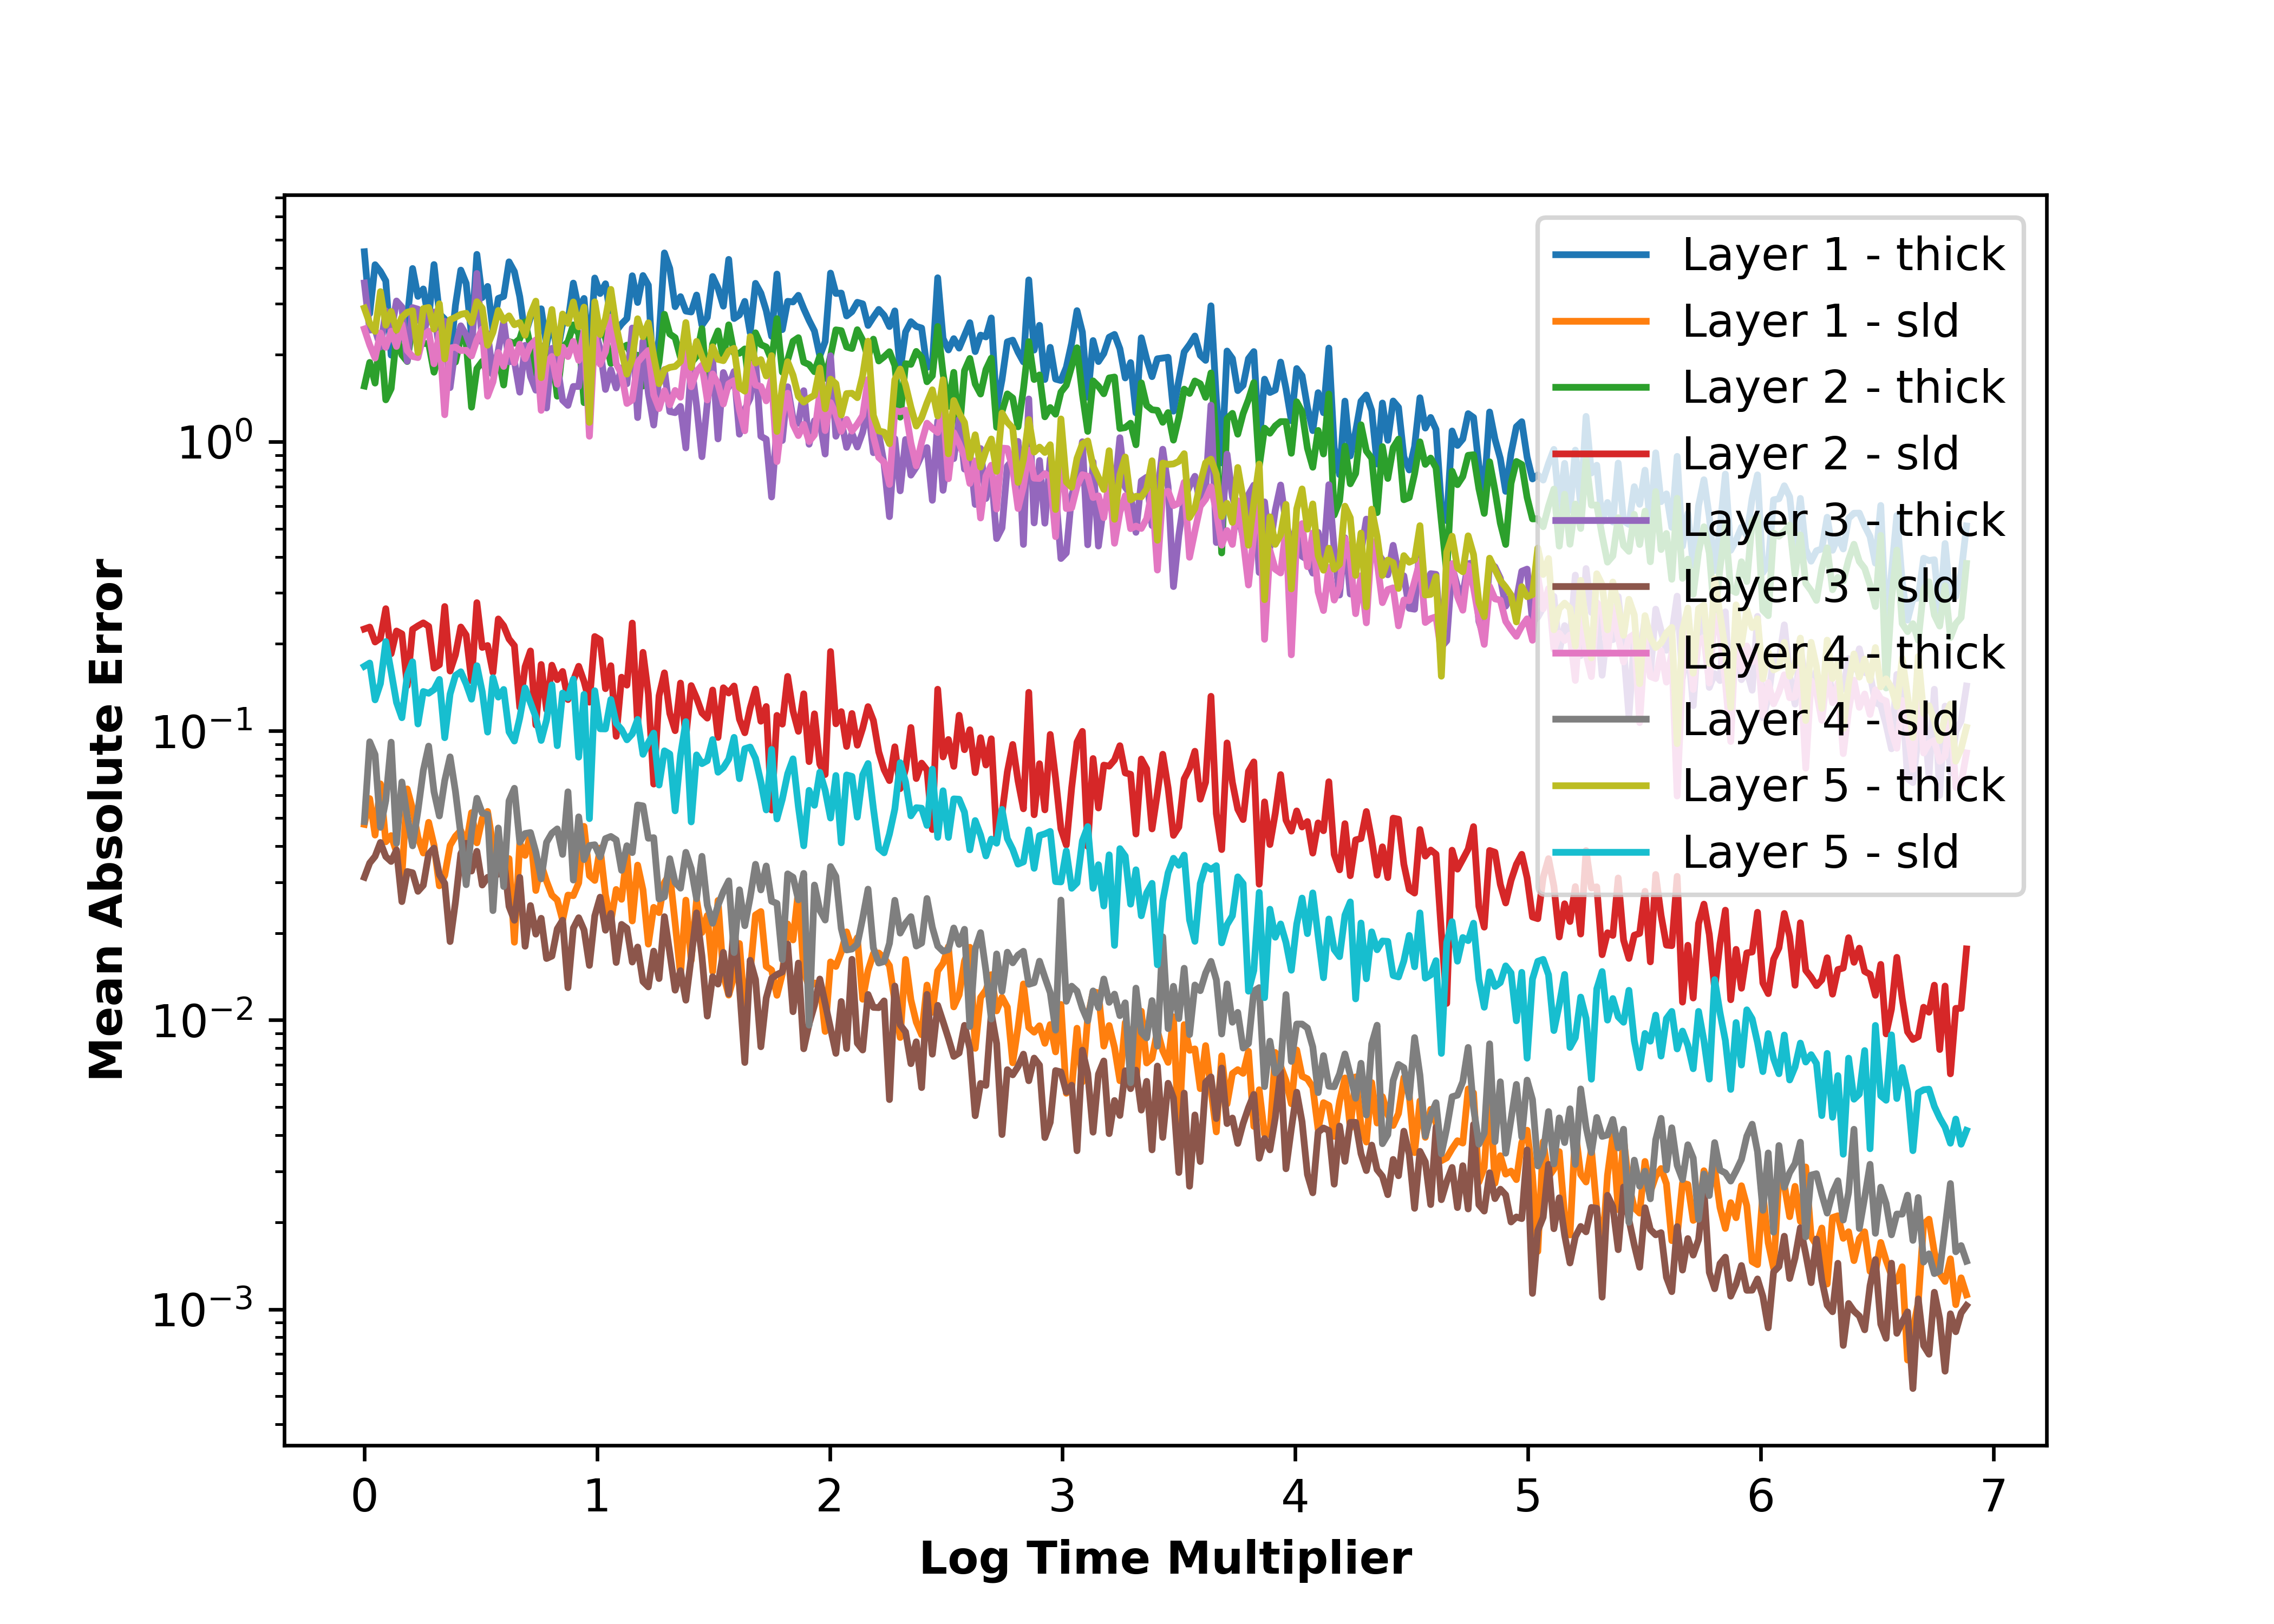 10⁰
10⁻¹
10⁻²
10⁻³
Mean Absolute Error
0 1 2 3 4 5 6 7
Log Time Multiplier
Layer 1 - thick
Layer 1 - sld
Layer 2 - thick
Layer 2 - sld
Layer 3 - thick
Layer 3 - sld
Layer 4 - thick
Layer 4 - sld
Layer 5 - thick
Layer 5 - sld